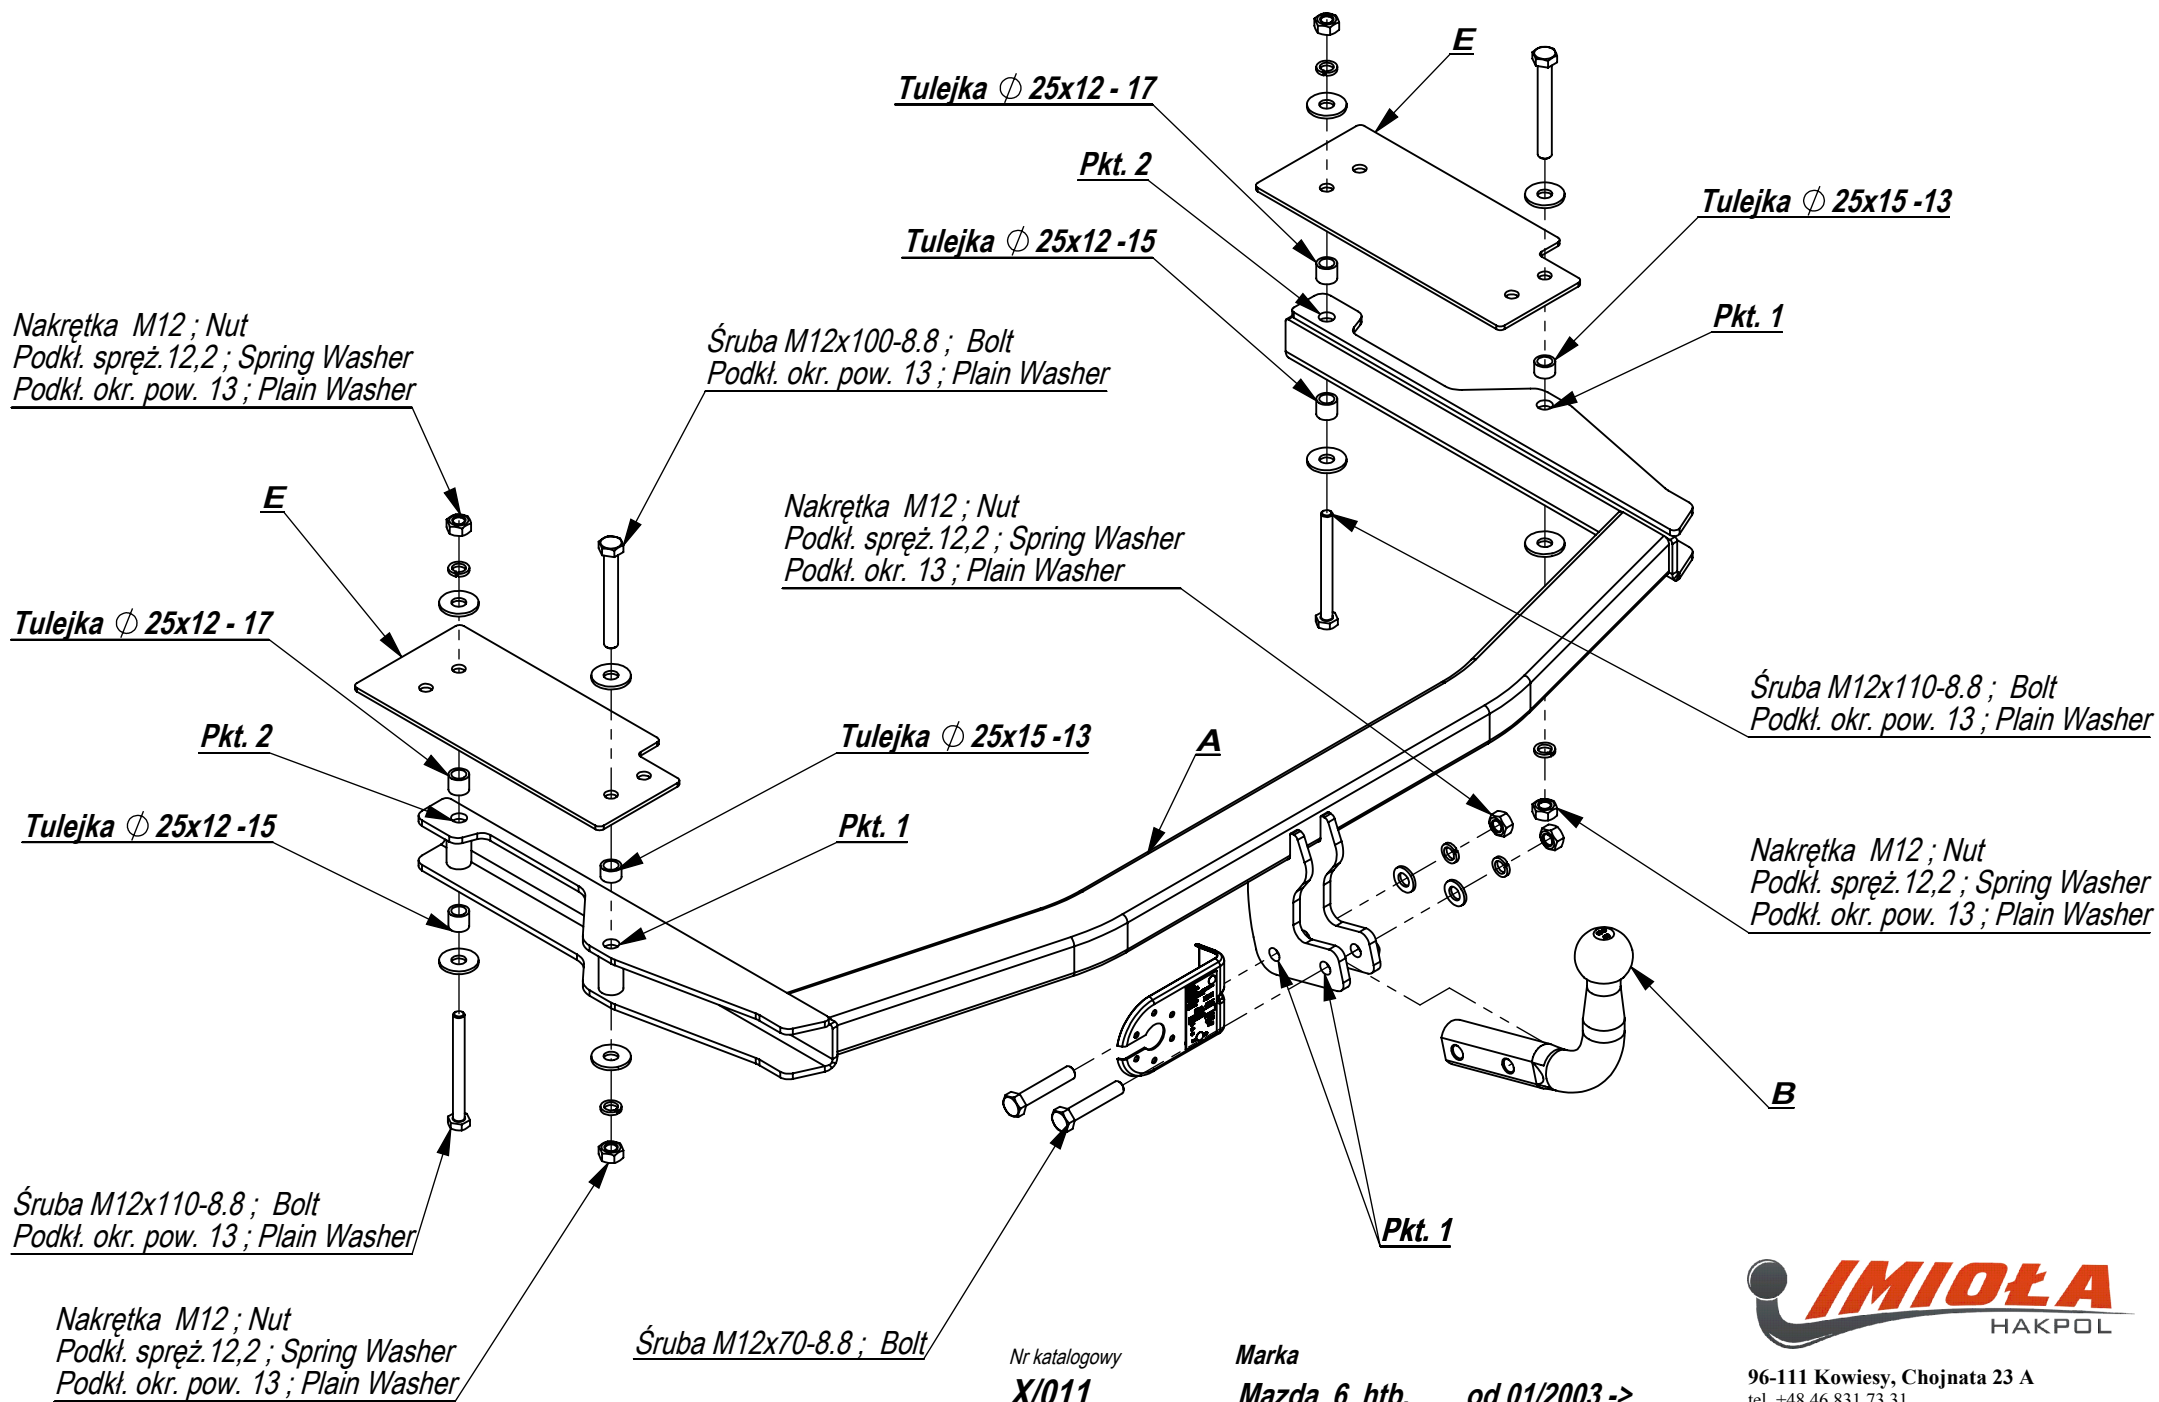 E
Tulejka ∅ 25x12 - 17
Pkt. 2
Tulejka ∅ 25x15 -13
Tulejka ∅ 25x12 -15
Pkt. 1
Nakrętka M12 ; Nut
Podkł. spręż.12,2 ; Spring Washer
Podkł. okr. pow. 13 ; Plain Washer
Śruba M12x100-8.8 ; Bolt
Podkł. okr. pow. 13 ; Plain Washer
E
Nakrętka M12 ; Nut
Podkł. spręż.12,2 ; Spring Washer
Podkł. okr. 13 ; Plain Washer
Tulejka ∅ 25x12 - 17
Śruba M12x110-8.8 ; Bolt
Podkł. okr. pow. 13 ; Plain Washer
Pkt. 2
Tulejka ∅ 25x15 -13
A
Tulejka ∅ 25x12 -15
Pkt. 1
Nakrętka M12 ; Nut
Podkł. spręż.12,2 ; Spring Washer
Podkł. okr. pow. 13 ; Plain Washer
B
Śruba M12x110-8.8 ; Bolt
Podkł. okr. pow. 13 ; Plain Washer
Pkt. 1
Nakrętka M12 ; Nut
Podkł. spręż.12,2 ; Spring Washer
Podkł. okr. pow. 13 ; Plain Washer
Śruba M12x70-8.8 ; Bolt
IMIOŁA
HAKPOL
Nr katalogowy
X/011
Marka
Mazda 6 htb. od 01/2003 ->
96-111 Kowiesy, Chojnata 23 A
tel. +48 46 831 73 31